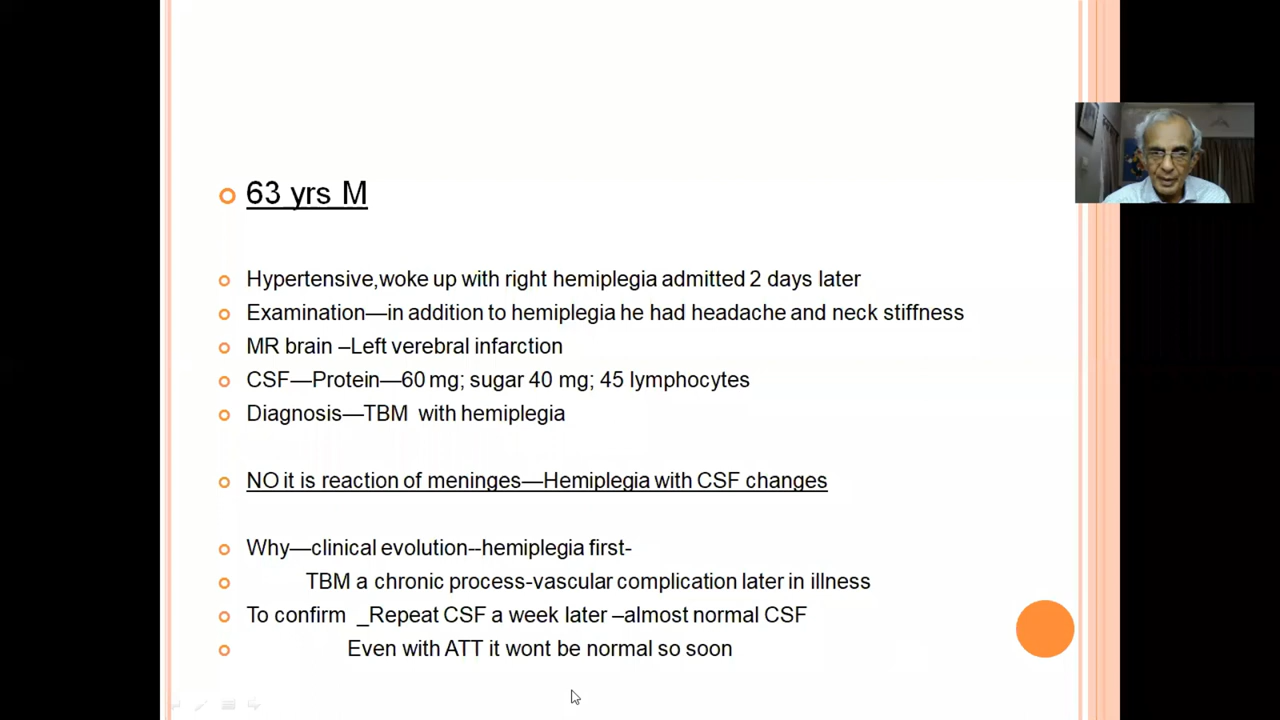 63 yrs M
Hypertensive,woke up with right hemiplegia admitted 2 days later
Examination—in addition to hemiplegia he had headache and neck stiffness
MR brain –Left verebral infarction
CSF—Protein—60 mg; sugar 40 mg; 45 lymphocytes
Diagnosis—TBM with hemiplegia
NO it is reaction of meninges—Hemiplegia with CSF changes
Why—clinical evolution--hemiplegia first-
TBM a chronic process-vascular complication later in illness
To confirm _Repeat CSF a week later –almost normal CSF
Even with ATT it wont be normal so soon